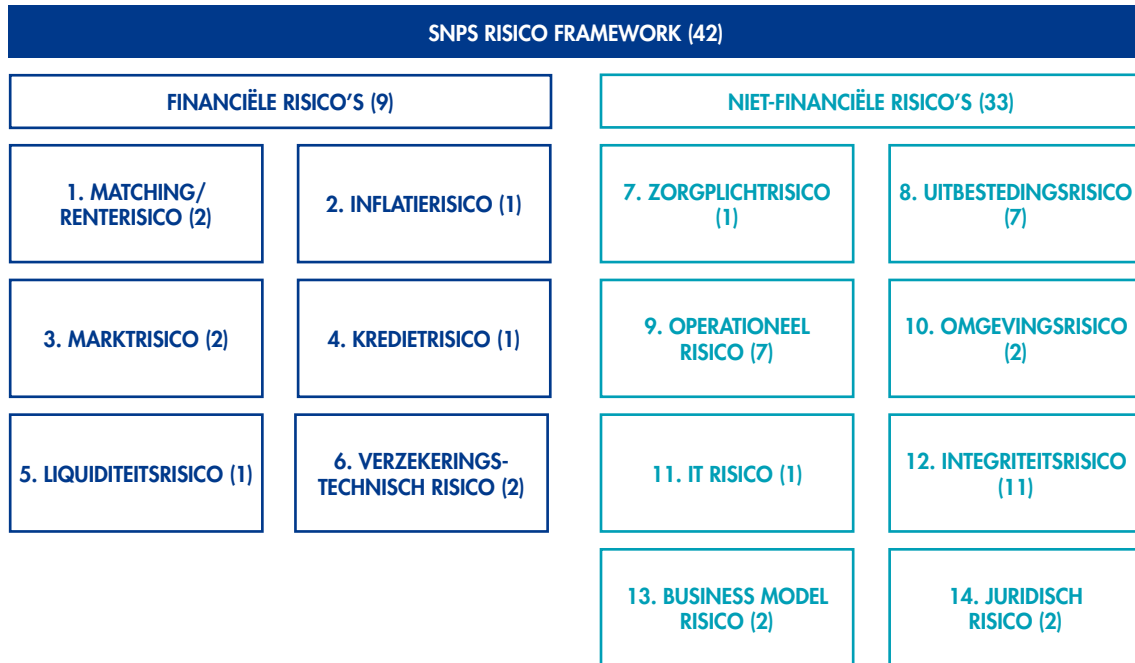 SNPS RISICO FRAMEWORK (42)
FINANCIËLE RISICO’S (9)
NIET-FINANCIËLE RISICO’S (33)
1. MATCHING/
RENTERISICO (2)
2. INFLATIERISICO (1)
7. ZORGPLICHTRISICO
(1)
8. UITBESTEDINGSRISICO
(7)
3. MARKTRISICO (2)
4. KREDIETRISICO (1)
9. OPERATIONEEL
RISICO (7)
10. OMGEVINGSRISICO
(2)
5. LIQUIDITEITSRISICO (1)
6. VERZEKERINGS-
TECHNISCH RISICO (2)
11. IT RISICO (1)
12. INTEGRITEITSRISICO
(11)
13. BUSINESS MODEL
RISICO (2)
14. JURIDISCH
RISICO (2)